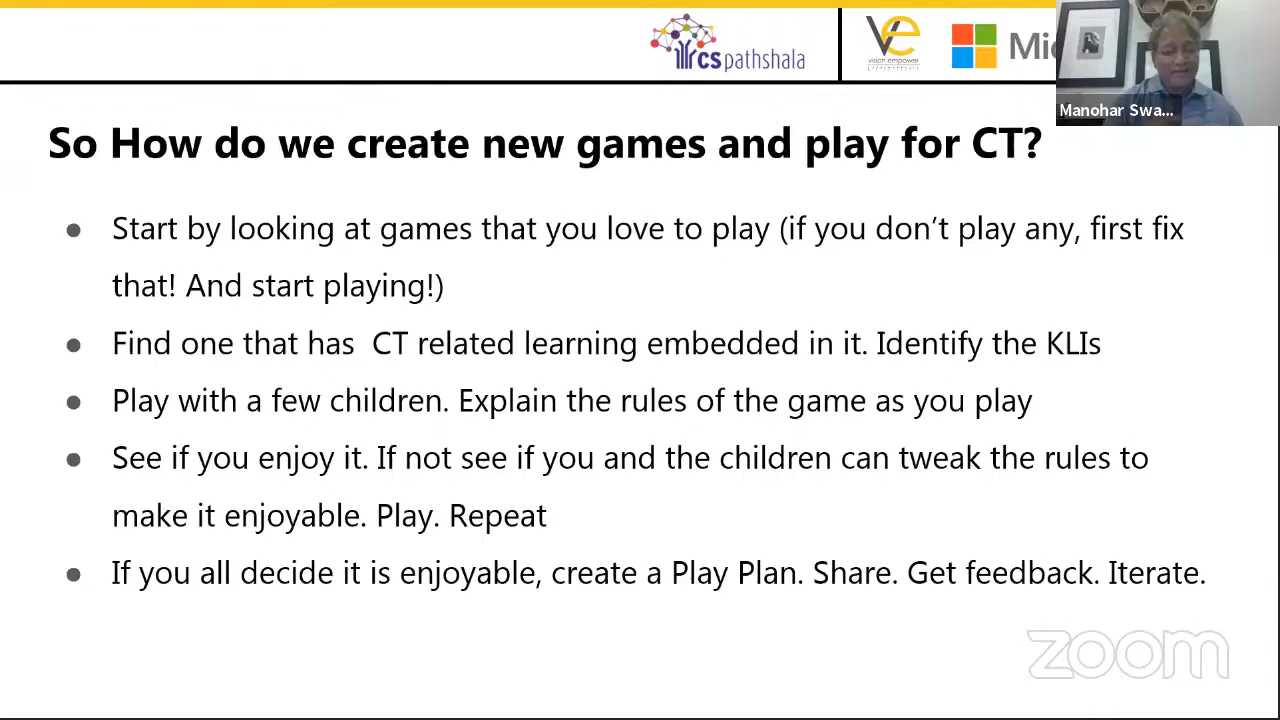 CS pathshala
vision empower
Manohar Swa...
So How do we create new games and play for CT?
● Start by looking at games that you love to play (if you don't play any, first fix
that! And start playing!)
● Find one that has  CT related learning embedded in it. Identify the KLIs
● Play with a few children. Explain the rules of the game as you play
● See if you enjoy it. If not see if you and the children can tweak the rules to
make it enjoyable. Play. Repeat
● If you all decide it is enjoyable, create a Play Plan. Share. Get feedback. Iterate.
zoom